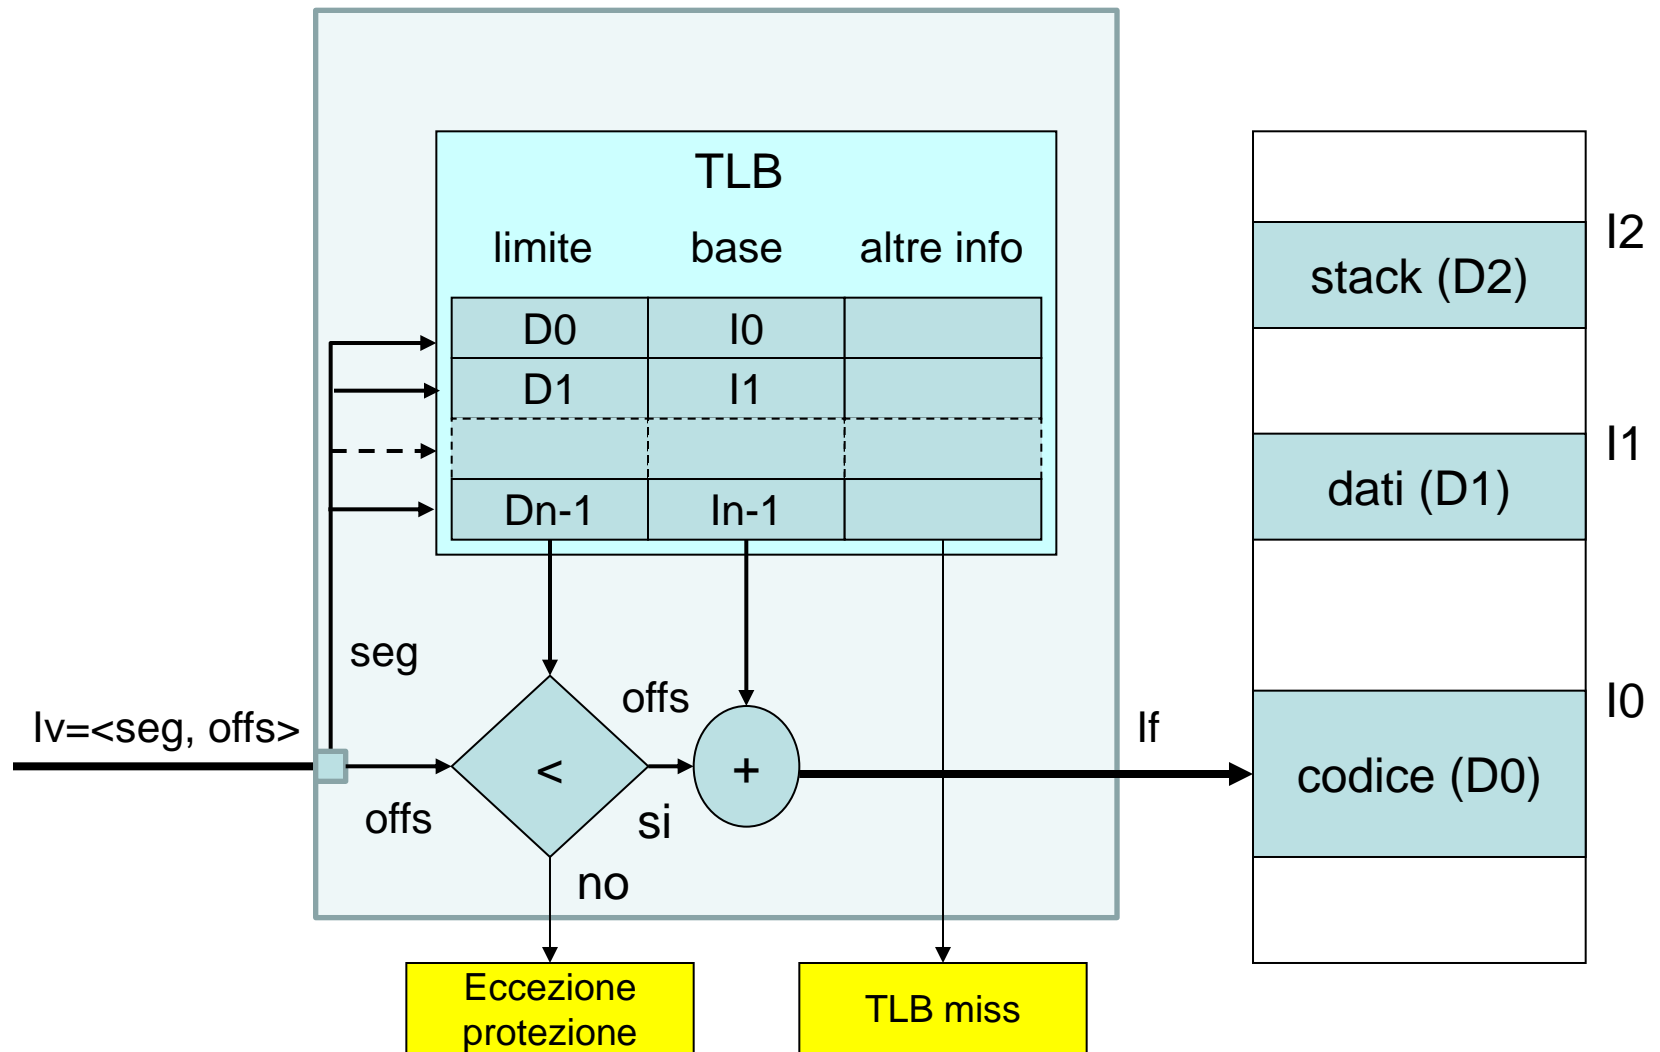 TLB
limite base altre info
D0 I0
D1 I1
Dn-1 In-1
seg
Iv=<seg, offs>
offs
<
offs
si
+
no
If
Eccezione
protezione
TLB miss
I2
stack (D2)
I1
dati (D1)
I0
codice (D0)